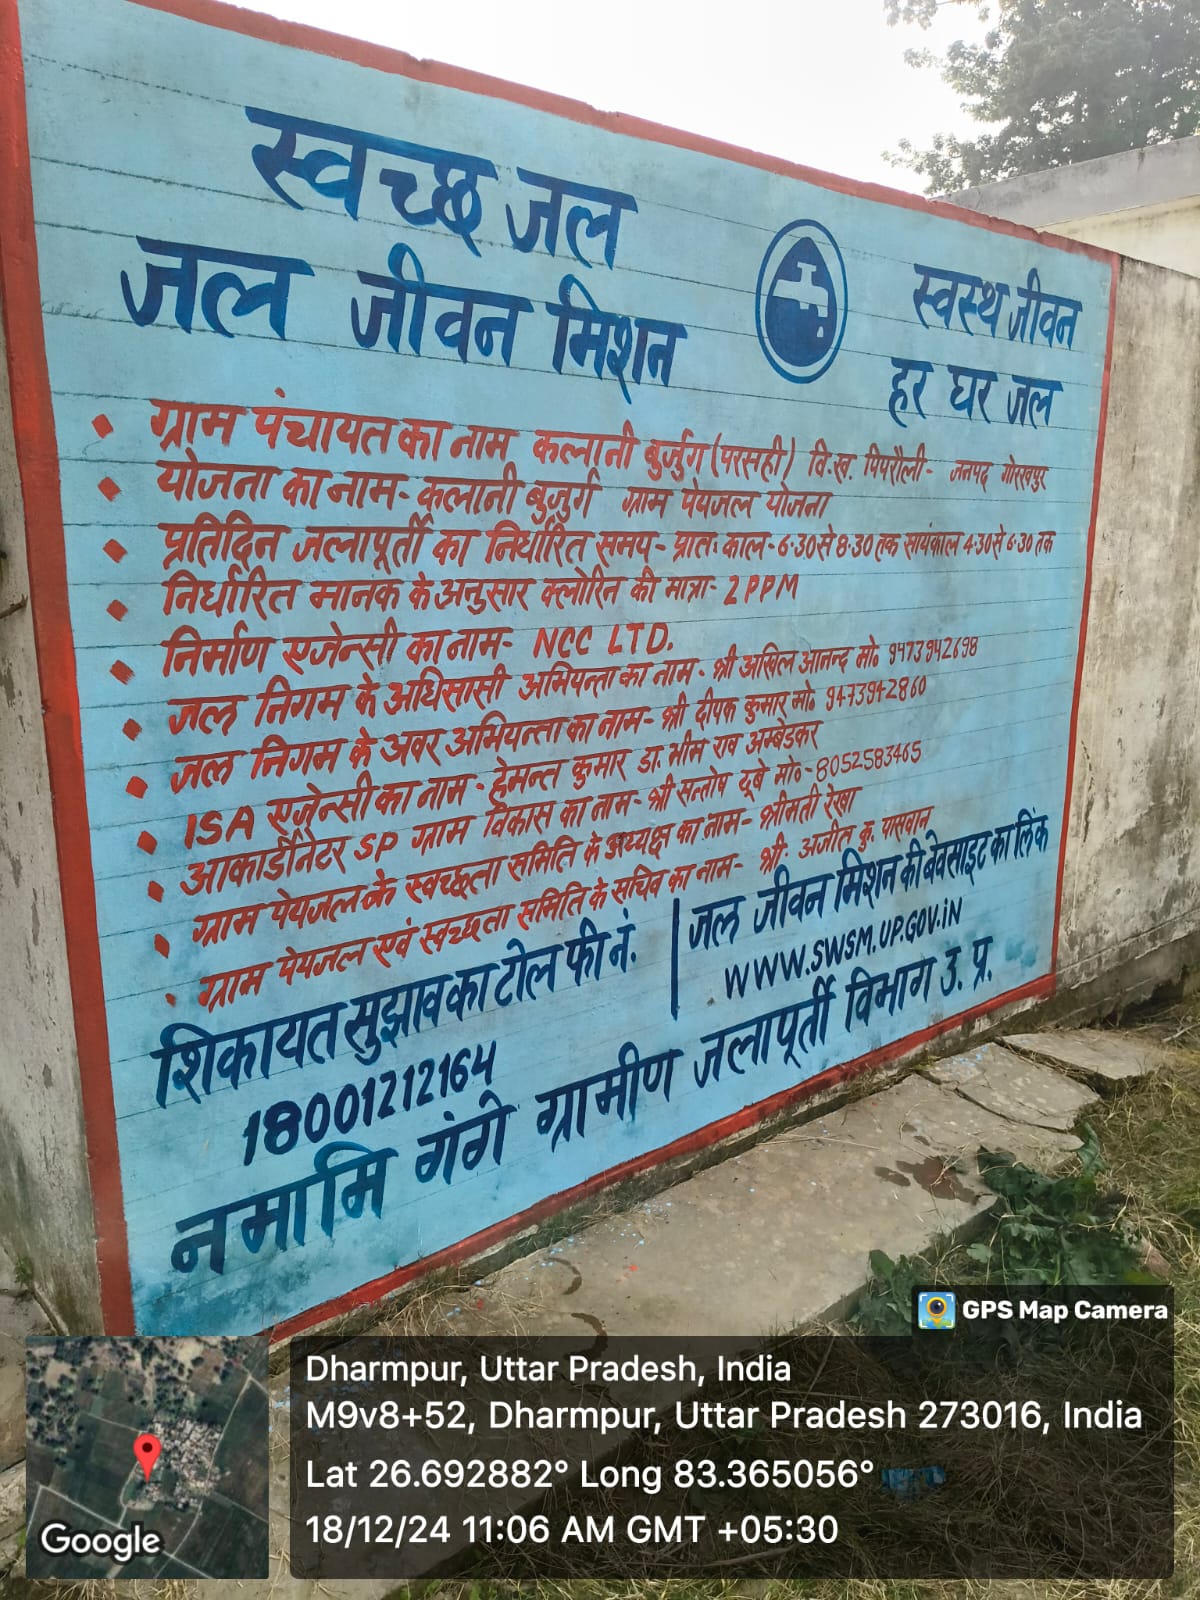 स्वच्छ जल
स्वस्थ जीवन
जल जीवन मिशन
हर घर जल
ग्राम पंचायत का नाम कल्लानी बुर्जुग (परसही) वि.ख. पिपरौली- जनपद गोरखपुर
योजना का नाम- कलानी बुजुर्ग ग्राम पेयजल योजना
प्रतिदिन जलापूर्ती का निर्धारित समय- प्रातः काल- 6.30 से 8.30 तक सायंकाल 4.30 से 6.30 तक
निर्धारित मानक के अनुसार क्लोरिन की मात्रा- 2 PPM
निर्माण एजेन्सी का नाम- NCC LTD.
जल निगम के अधिसासी अभियन्ता का नाम- श्री अखिल आनन्द मो० 9473942698
जल निगम के अवर अभियन्ता का नाम- श्री दीपक कुमार मो० 9473942860
ISA एजेन्सी का नाम- हेमन्त कुमार डा. भीम राव अम्बेडकर
आकार्डीनेटर SP ग्राम विकास का नाम- श्री सन्तोष दूबे मो०- 8052583465
ग्राम पेयजल के स्वच्छता समिति के अध्यक्ष का नाम- श्रीमती रेखा
ग्राम पेयजल एवं स्वच्छता समिति के सचिव का नाम- श्री. अजीत कु. पासवान
शिकायत सुझाव का टोल फ्री नं.
18001212164
जल जीवन मिशन की वेवसाइट का लिंक
WWW.SWSM.UP.GOV.iN
नमामि गंगे ग्रामीण जलापूर्ती विभाग उ. प्र.
GPS Map Camera
Google
Dharmpur, Uttar Pradesh, India
M9v8+52, Dharmpur, Uttar Pradesh 273016, India
Lat 26.692882° Long 83.365056°
18/12/24 11:06 AM GMT +05:30